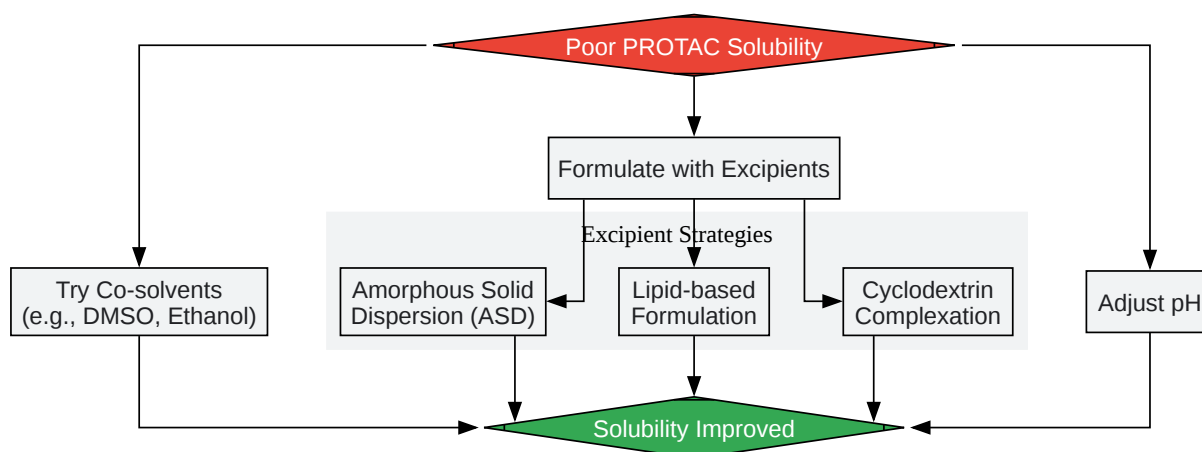 Poor PROTAC Solubility
Formulate with Excipients
Excipient Strategies
Try Co-solvents
(e.g., DMSO, Ethanol)
Amorphous Solid
Dispersion (ASD)
Lipid-based
Formulation
Cyclodextrin
Complexation
Adjust pH
Solubility Improved